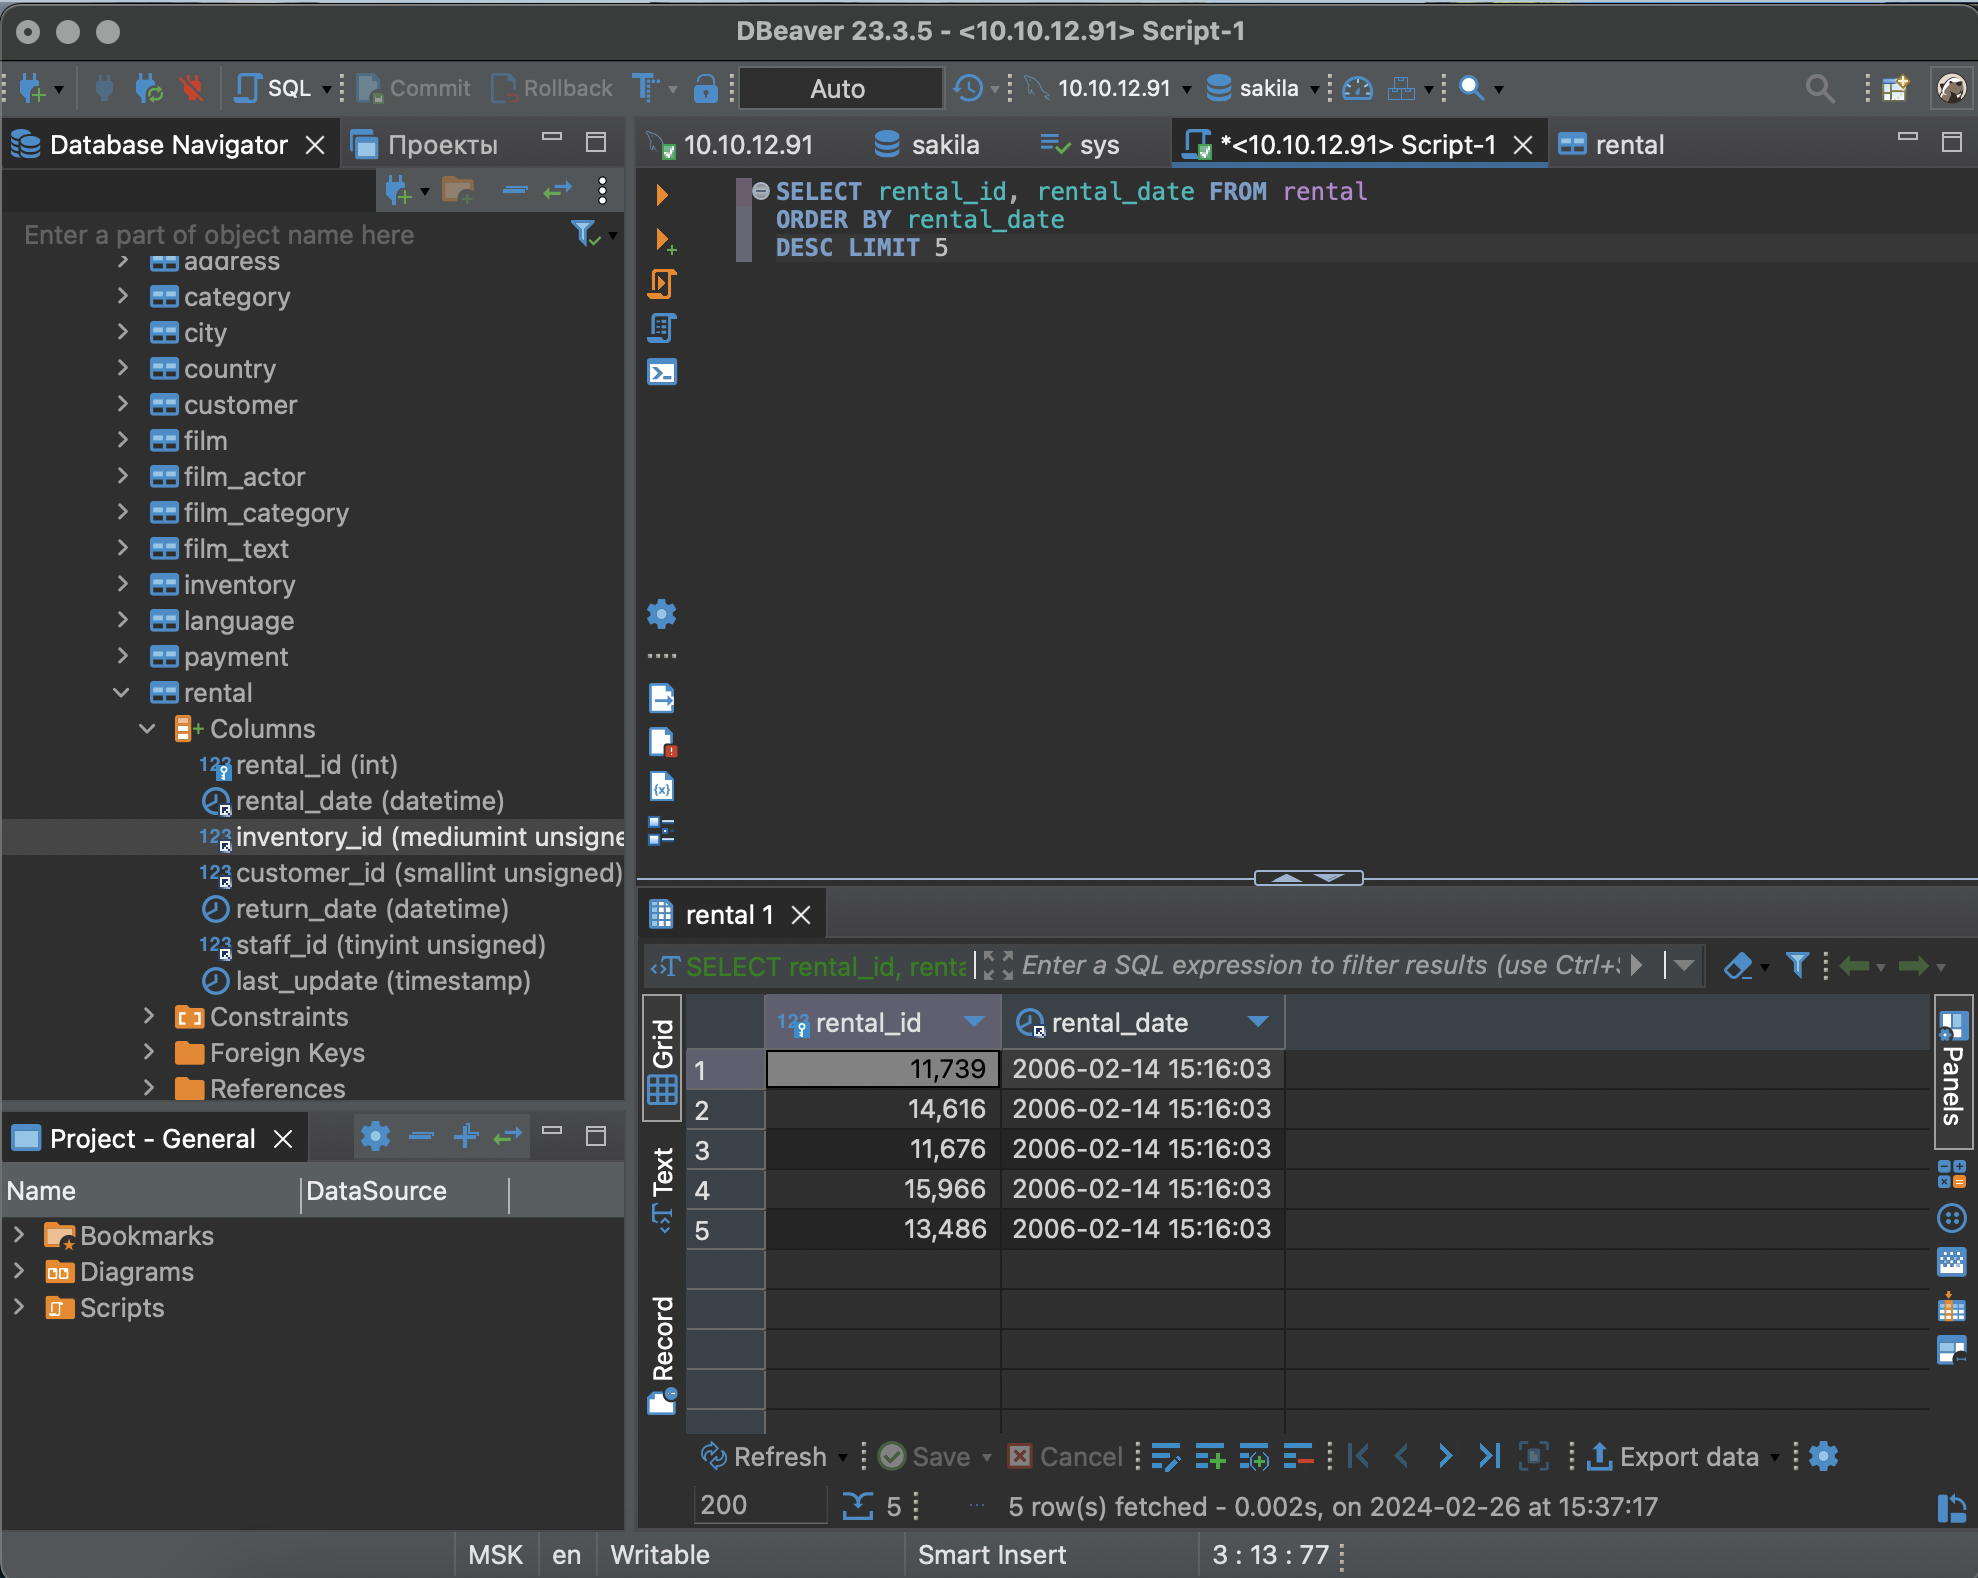 DBeaver 23.3.5 - <10.10.12.91> Script-1
SQL Commit Rollback Auto 10.10.12.91 sakila
Database Navigator Проекты
Enter a part of object name here
address
category
city
country
customer
film
film_actor
film_category
film_text
inventory
language
payment
rental
Columns
rental_id (int)
rental_date (datetime)
inventory_id (mediumint unsigne
customer_id (smallint unsigned)
return_date (datetime)
staff_id (tinyint unsigned)
last_update (timestamp)
Constraints
Foreign Keys
References
Project - General
Name DataSource
Bookmarks
Diagrams
Scripts
10.10.12.91 sakila sys *<10.10.12.91> Script-1 rental
SELECT rental_id, rental_date FROM rental
ORDER BY rental_date
DESC LIMIT 5
rental 1
SELECT rental_id, renta Enter a SQL expression to filter results (use Ctrl+
Grid
Text
Record
Panels
rental_id rental_date
1 11,739 2006-02-14 15:16:03
2 14,616 2006-02-14 15:16:03
3 11,676 2006-02-14 15:16:03
4 15,966 2006-02-14 15:16:03
5 13,486 2006-02-14 15:16:03
Refresh Save Cancel Export data
200 5 ... 5 row(s) fetched - 0.002s, on 2024-02-26 at 15:37:17
MSK en Writable Smart Insert 3 : 13 : 77